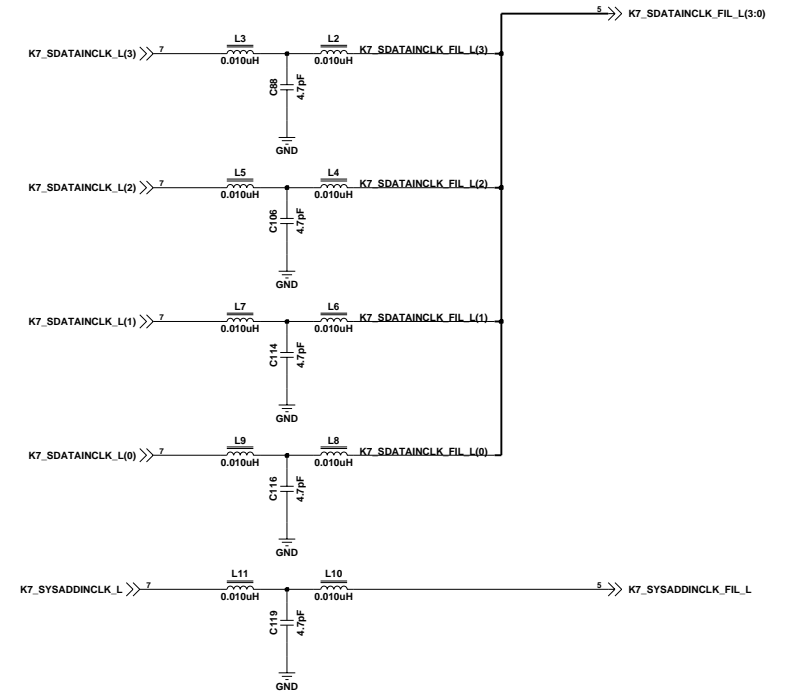 5 K7_SDATAINCLK_FIL_L(3:0)
K7_SDATAINCLK_L(3) 7 L3 L2 K7_SDATAINCLK_FIL_L(3)
0.010uH 0.010uH
C88 4.7pF
GND
K7_SDATAINCLK_L(2) 7 L5 L4 K7_SDATAINCLK_FIL_L(2)
0.010uH 0.010uH
C106 4.7pF
GND
K7_SDATAINCLK_L(1) 7 L7 L6 K7_SDATAINCLK_FIL_L(1)
0.010uH 0.010uH
C114 4.7pF
GND
K7_SDATAINCLK_L(0) 7 L9 L8 K7_SDATAINCLK_FIL_L(0)
0.010uH 0.010uH
C116 4.7pF
GND
K7_SYSADDINCLK_L 7 L11 L10 5 K7_SYSADDINCLK_FIL_L
0.010uH 0.010uH
C119 4.7pF
GND